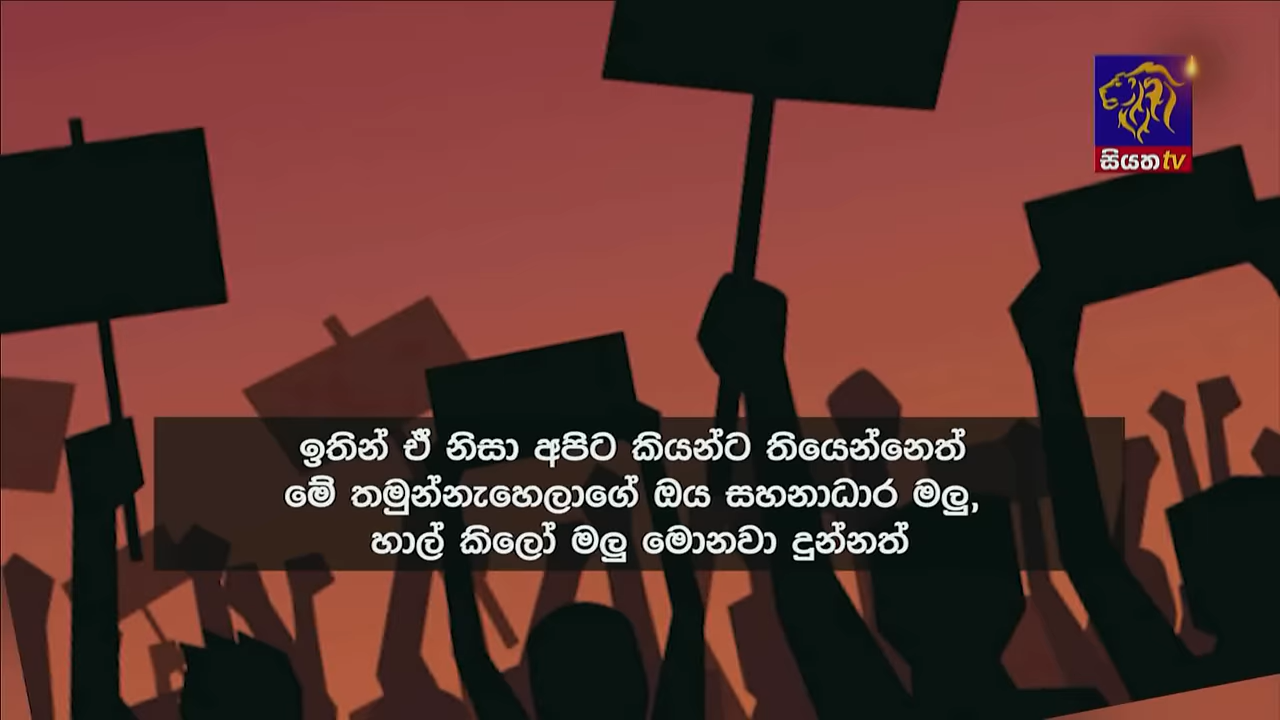 සියත tv
ඉතින් ඒ නිසා අපිට කියන්ට තියෙන්නෙත්
මේ තමුන්නැහෙලාගේ ඔය සහනාධාර මලු,
හාල් කිලෝ මලු මොනවා දුන්නත්